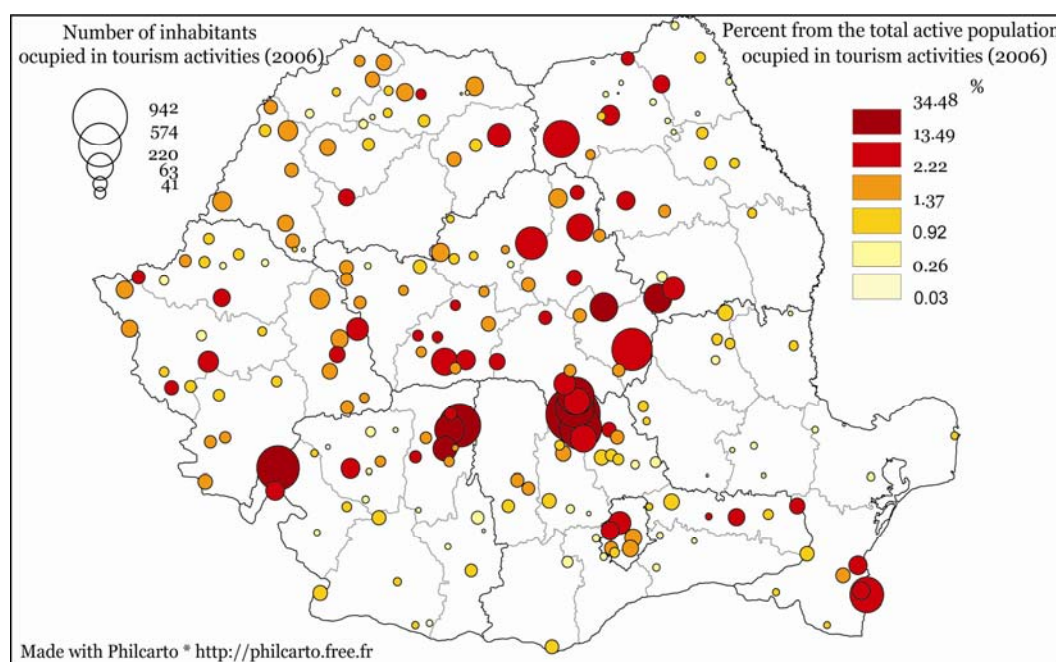 Number of inhabitants
ocupied in tourism activities (2006)
942
574
220
63
41
Percent from the total active population
ocupied in tourism activities (2006)
%
34.48
13.49
2.22
1.37
0.92
0.26
0.03
Made with Philcarto * http://philcarto.free.fr